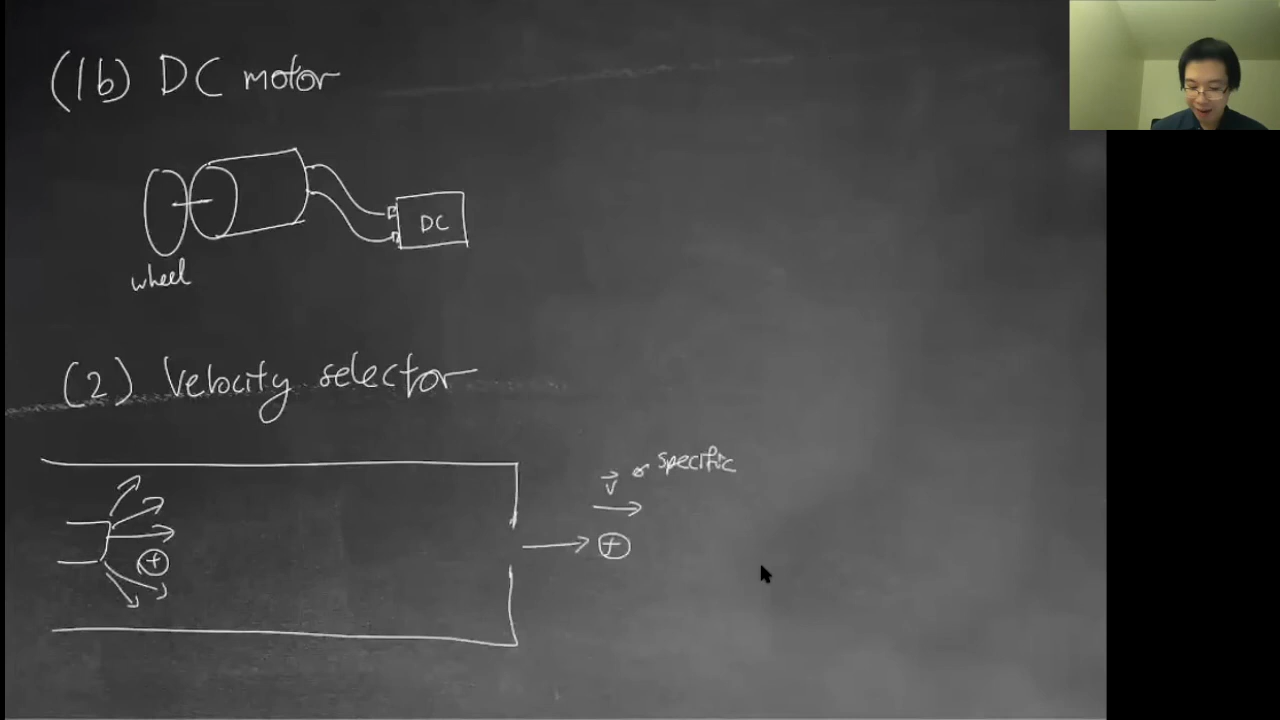 (1b) DC motor
DC
wheel
(2) Velocity selector
v⃗ specific
+
+